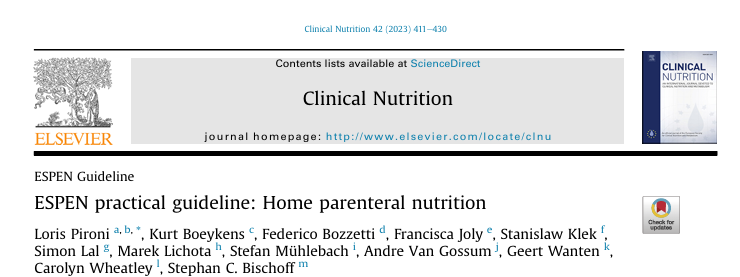 Clinical Nutrition 42 (2023) 411–430
Contents lists available at ScienceDirect
Clinical Nutrition
journal homepage: http://www.elsevier.com/locate/clnu
ELSEVIER
CLINICAL
NUTRITION
ESPEN Guideline
ESPEN practical guideline: Home parenteral nutrition
Check for
updates
Loris Pironi a, b, *, Kurt Boeykens c, Federico Bozzetti d, Francisca Joly e, Stanislaw Klek f,
Simon Lal g, Marek Lichota h, Stefan Mühlebach i, Andre Van Gossum j, Geert Wanten k,
Carolyn Wheatley l, Stephan C. Bischoff m